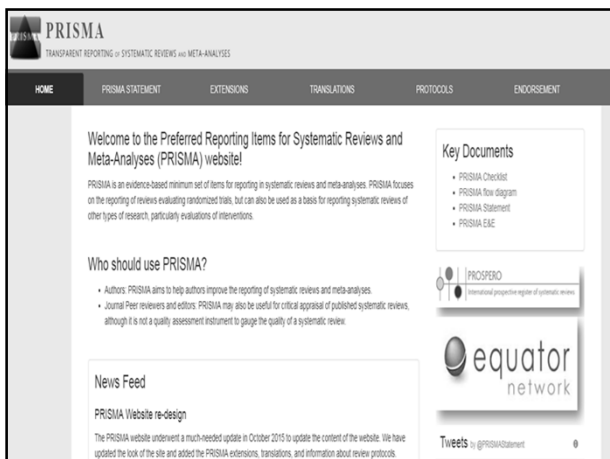 PRISMA
TRANSPARENT REPORTING OF SYSTEMATIC REVIEWS AND META-ANALYSES
HOME PRISMA STATEMENT EXTENSIONS TRANSLATIONS PROTOCOLS ENDORSEMENT
Welcome to the Preferred Reporting Items for Systematic Reviews and
Meta-Analyses (PRISMA) website!
PRISMA is an evidence-based minimum set of items for reporting in systematic reviews and meta-analyses. PRISMA focuses
on the reporting of reviews evaluating randomized trials, but can also be used as a basis for reporting systematic reviews of
other types of research, particularly evaluations of interventions.
Who should use PRISMA?
• Authors: PRISMA aims to help authors improve the reporting of systematic reviews and meta-analyses.
• Journal Peer reviewers and editors: PRISMA may also be useful for critical appraisal of published systematic reviews,
although it is not a quality assessment instrument to gauge the quality of a systematic review.
News Feed
PRISMA Website re-design
The PRISMA website underwent a much-needed update in October 2015 to update the content of the website. We have
updated the look of the site and added the PRISMA extensions, translations, and information about review protocols.
Key Documents
• PRISMA Checklist
• PRISMA flow diagram
• PRISMA Statement
• PRISMA E&E
PROSPERO
International prospective register of systematic reviews
equator
network
Tweets by @PRISMAStatement